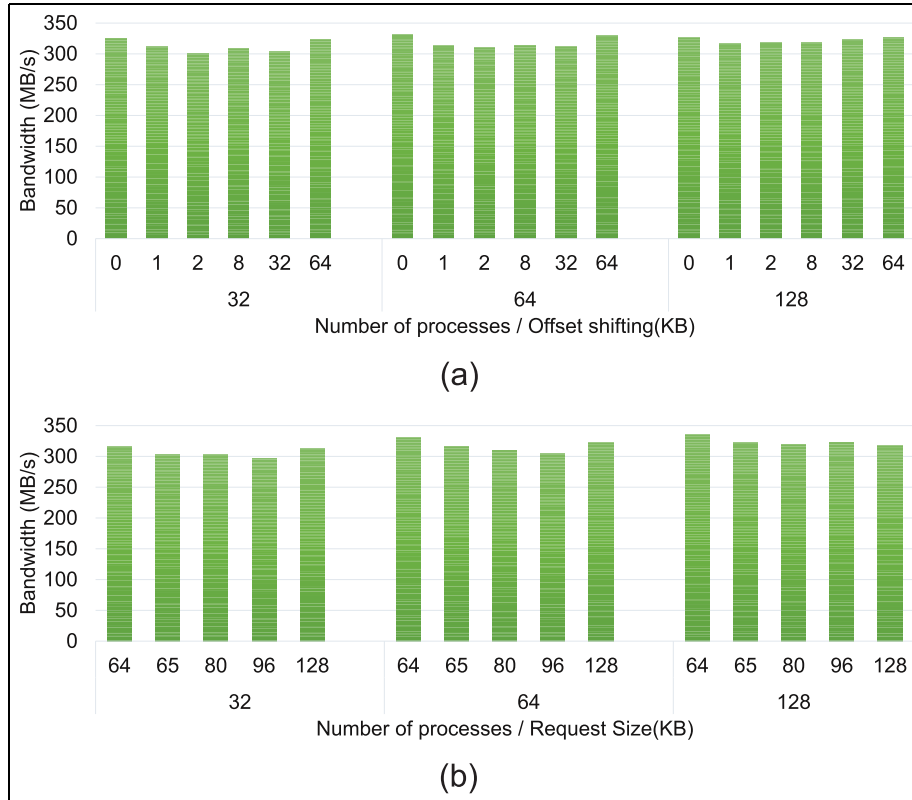 350
300
250
200
150
100
50
0
Bandwidth (MB/s)
0 1 2 8 32 64 0 1 2 8 32 64 0 1 2 8 32 64
32 64 128
Number of processes / Offset shifting(KB)
(a)
350
300
250
200
150
100
50
0
Bandwidth (MB/s)
64 65 80 96 128 64 65 80 96 128 64 65 80 96 128
32 64 128
Number of processes / Request Size(KB)
(b)